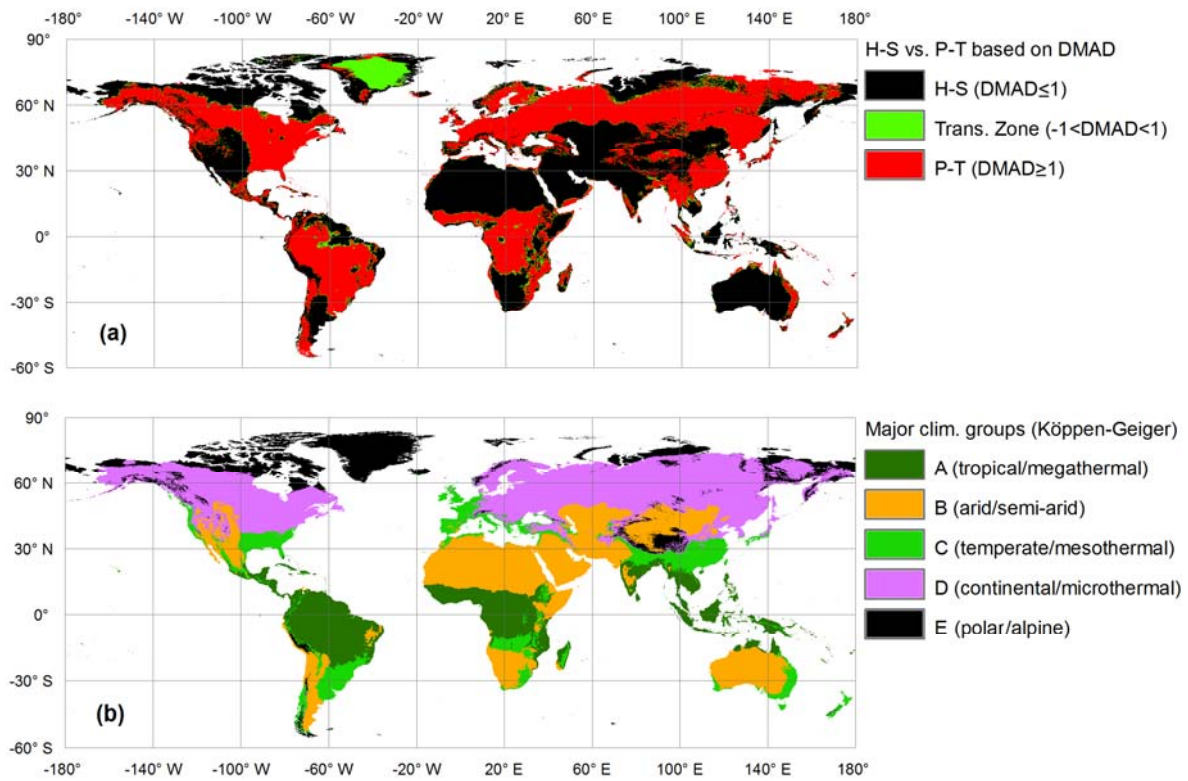 -180° -140° W -100° W -60° W -20° W 20° E 60° E 100° E 140° E 180°
90°
60° N
30° N
0°
-30° S
-60° S
(a)
H-S vs. P-T based on DMAD
H-S (DMAD≤1)
Trans. Zone (-1<DMAD<1)
P-T (DMAD≥1)
90°
60° N
30° N
0°
-30° S
-60° S
(b)
-180° -140° W -100° W -60° W -20° W 20° E 60° E 100° E 140° E 180°
Major clim. groups (Köppen-Geiger)
A (tropical/megathermal)
B (arid/semi-arid)
C (temperate/mesothermal)
D (continental/microthermal)
E (polar/alpine)